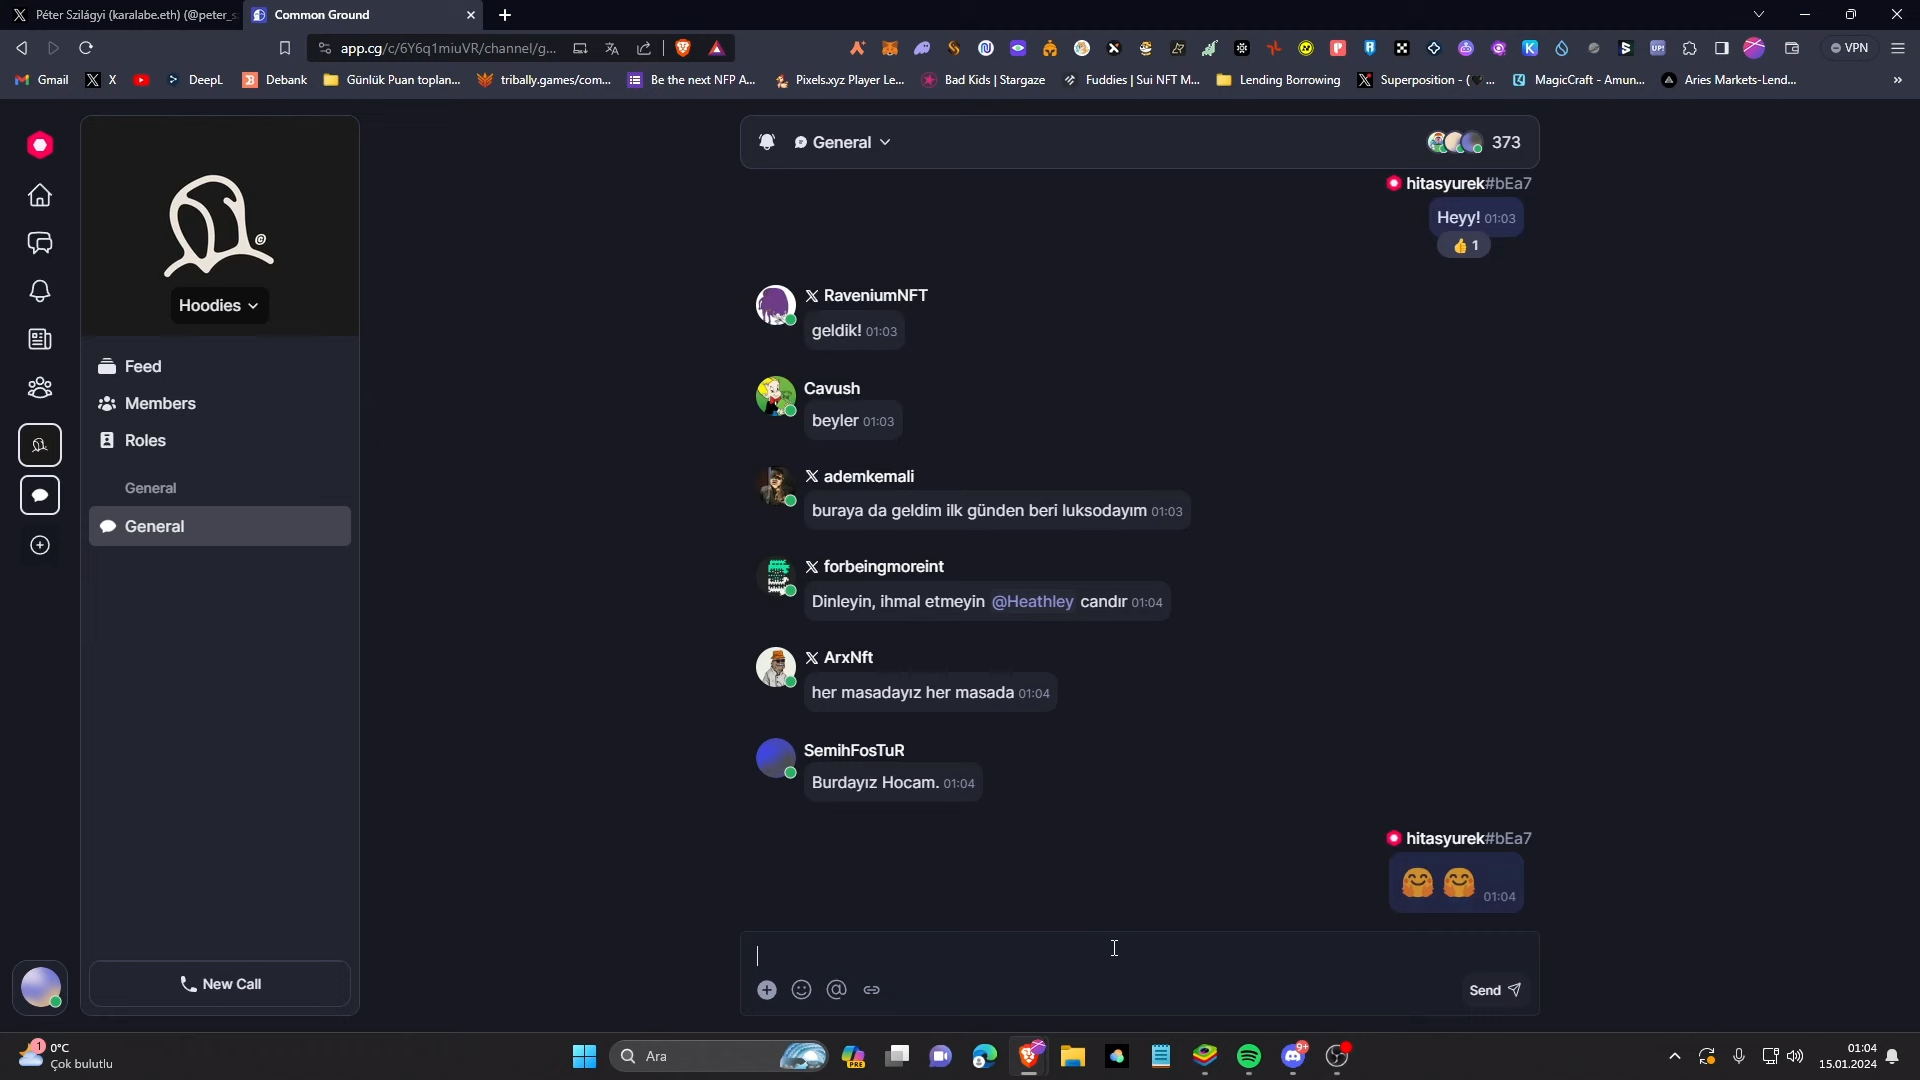 Péter Szilágyi (karalabe.eth) (@peter_s
Common Ground
app.cg/c/6Y6q1miuVR/channel/g...
VPN
Gmail
X
DeepL
Debank
Günlük Puan toplan...
tribally.games/com...
Be the next NFP A...
Pixels.xyz Player Le...
Bad Kids | Stargaze
Fuddies | Sui NFT M...
Lending Borrowing
Superposition - (🖤...
MagicCraft - Amun...
Aries Markets-Lend...
Hoodies
Feed
Members
Roles
General
General
New Call
General
373
hitasyurek#bEa7
Heyy! 01:03
👍 1
RaveniumNFT
geldik! 01:03
Cavush
beyler 01:03
ademkemali
buraya da geldim ilk günden beri luksodayım 01:03
forbeingmoreint
Dinleyin, ihmal etmeyin @Heathley candır 01:04
ArxNft
her masadayız her masada 01:04
SemihFosTuR
Burdayız Hocam. 01:04
hitasyurek#bEa7
🤗 🤗 01:04
Send
1
0°C
Çok bulutlu
Ara
PRE
9+
01:04
15.01.2024